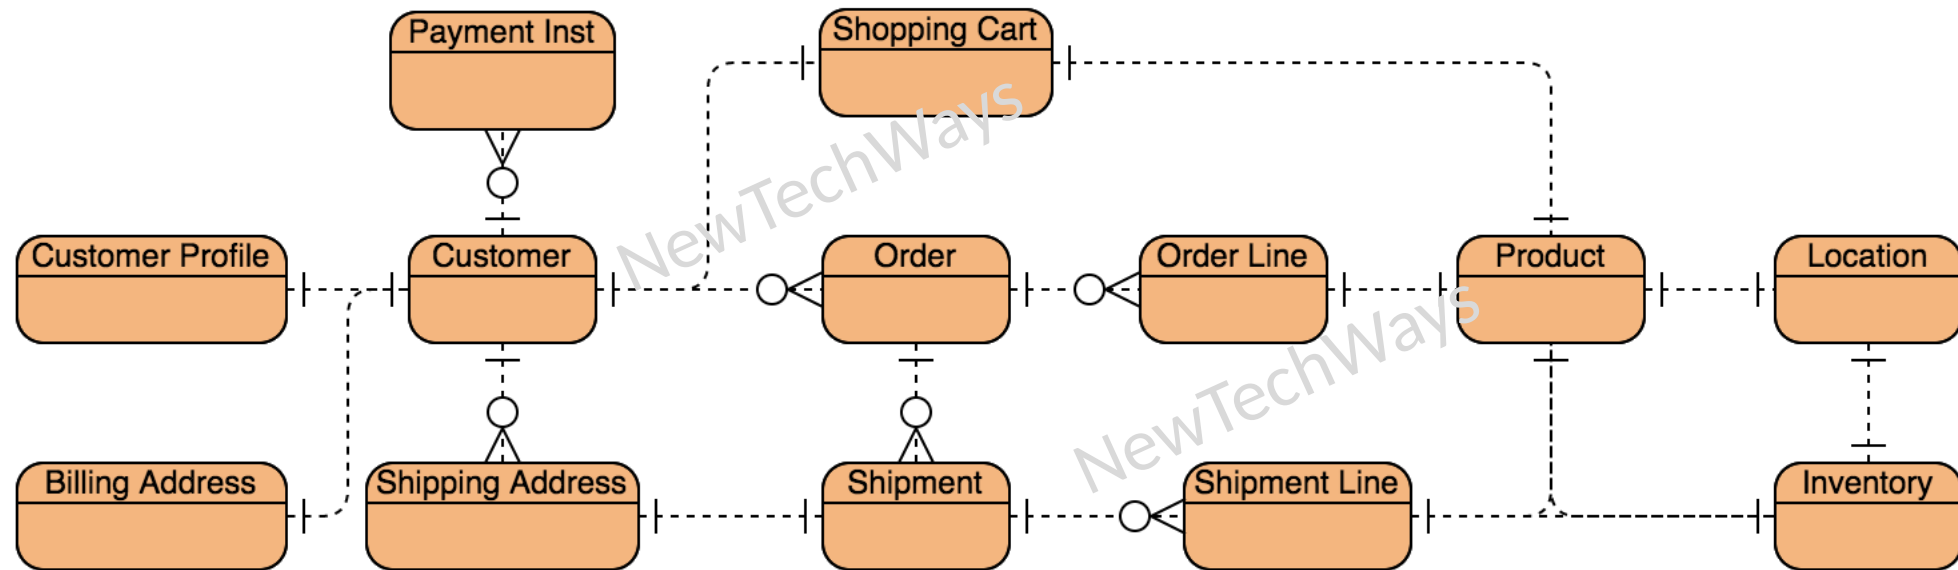 Payment Inst
Shopping Cart
NewTechWays
Customer Profile
Customer
Order
Order Line
Product
Location
NewTechWays
Billing Address
Shipping Address
Shipment
Shipment Line
Inventory